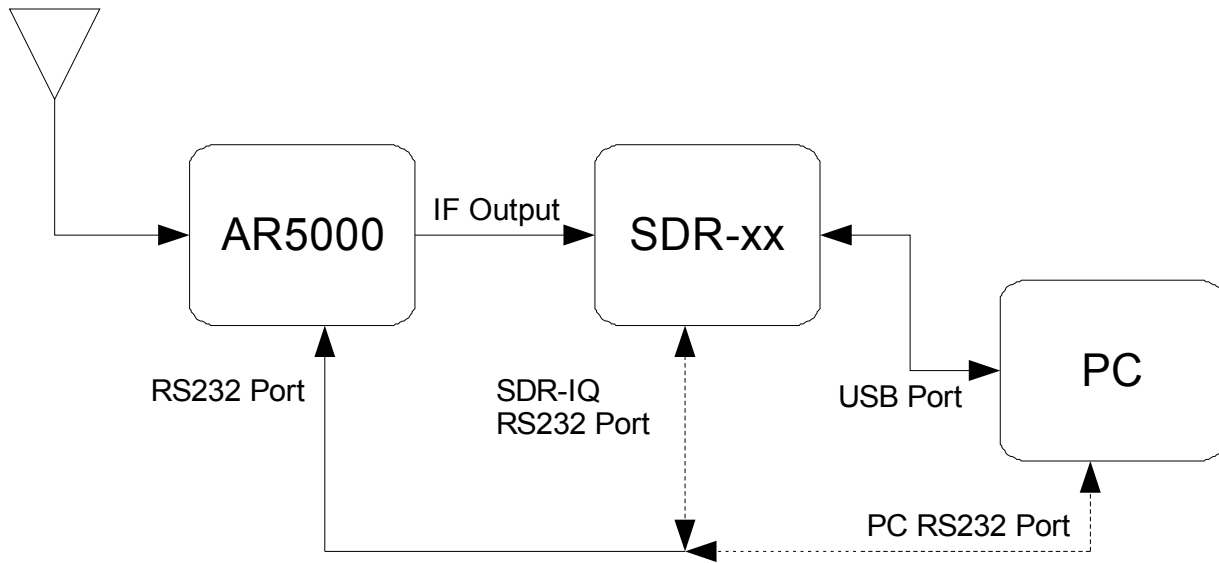 IF Output
AR5000
SDR-xx
PC
RS232 Port
SDR-IQ
RS232 Port
USB Port
PC RS232 Port